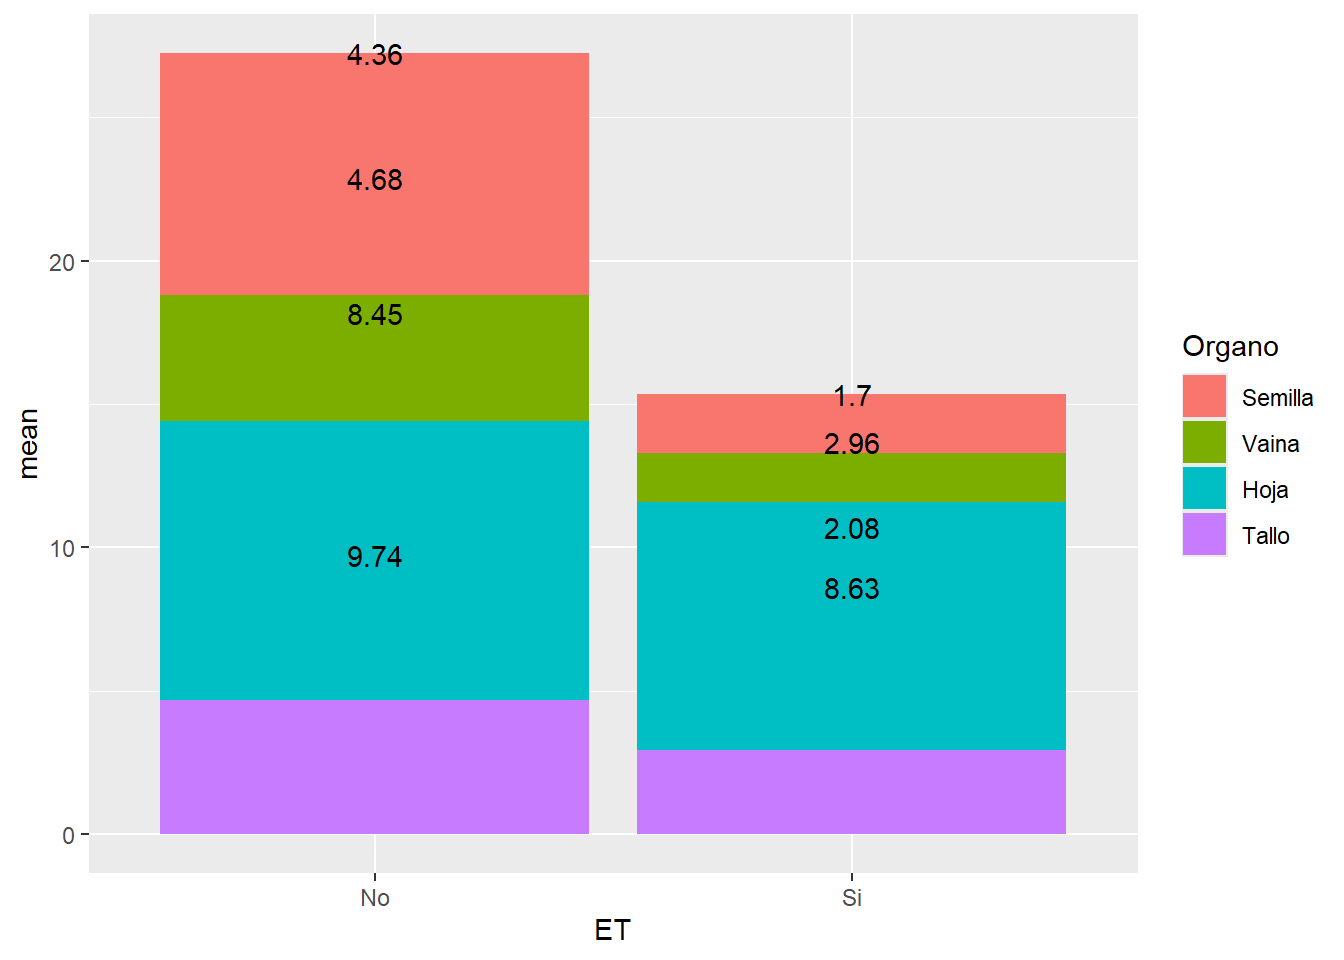 mean
20
10
0
4.36
4.68
8.45
9.74
1.7
2.96
2.08
8.63
No
Si
ET
Organo
Semilla
Vaina
Hoja
Tallo